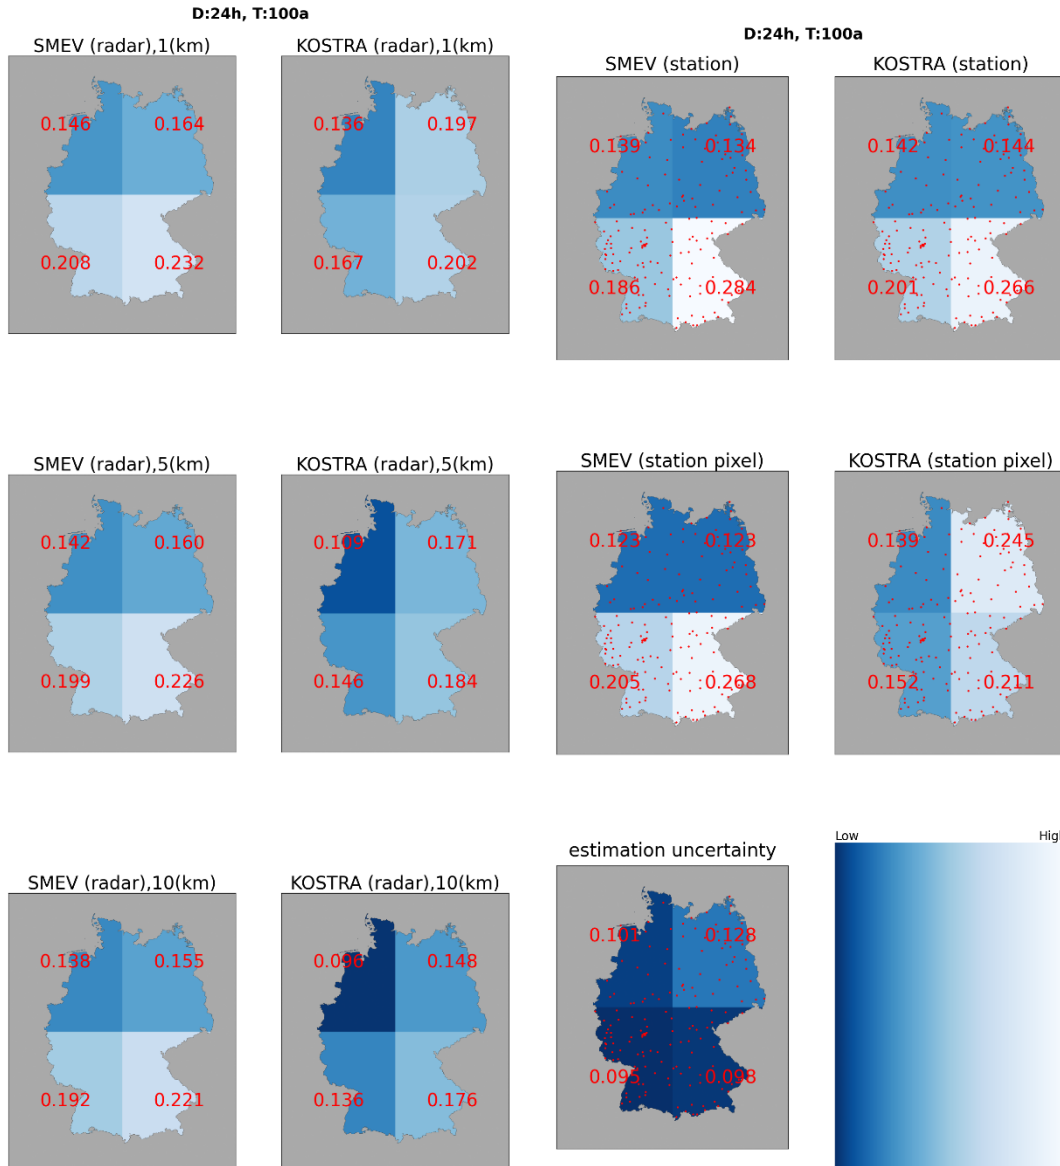 D:24h, T:100a
SMEV (radar),1(km)
KOSTRA (radar),1(km)
0.146
0.164
0.136
0.197
0.208
0.232
0.167
0.202
SMEV (radar),5(km)
KOSTRA (radar),5(km)
0.142
0.160
0.109
0.171
0.199
0.226
0.146
0.184
SMEV (radar),10(km)
KOSTRA (radar),10(km)
0.138
0.155
0.096
0.148
0.192
0.221
0.136
0.176
D:24h, T:100a
SMEV (station)
KOSTRA (station)
0.139
0.134
0.142
0.144
0.186
0.284
0.201
0.266
SMEV (station pixel)
KOSTRA (station pixel)
0.123
0.123
0.139
0.245
0.205
0.268
0.152
0.211
estimation uncertainty
0.101
0.128
0.095
0.098
Low
High